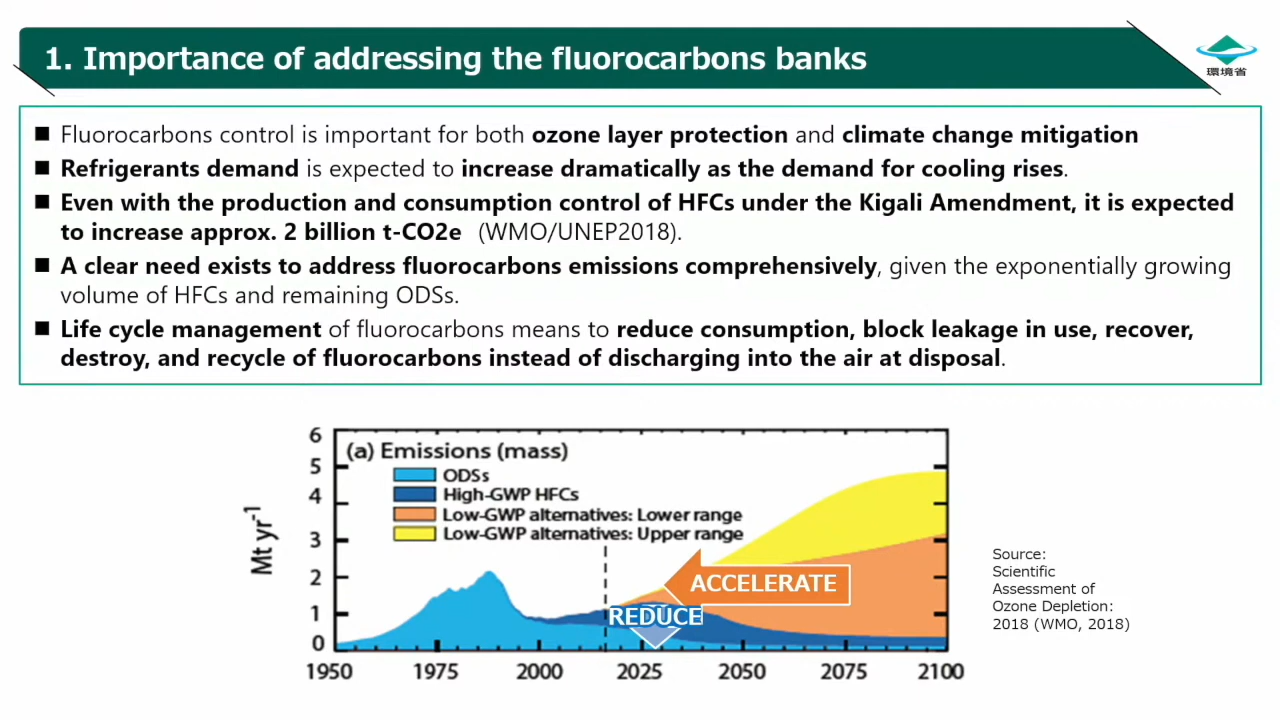 1. Importance of addressing the fluorocarbons banks
環境省
■ Fluorocarbons control is important for both ozone layer protection and climate change mitigation
■ Refrigerants demand is expected to increase dramatically as the demand for cooling rises.
■ Even with the production and consumption control of HFCs under the Kigali Amendment, it is expected
to increase approx. 2 billion t-CO2e (WMO/UNEP2018).
■ A clear need exists to address fluorocarbons emissions comprehensively, given the exponentially growing
volume of HFCs and remaining ODSs.
■ Life cycle management of fluorocarbons means to reduce consumption, block leakage in use, recover,
destroy, and recycle of fluorocarbons instead of discharging into the air at disposal.
(a) Emissions (mass)
ODSs
High-GWP HFCs
Low-GWP alternatives: Lower range
Low-GWP alternatives: Upper range
Mt yr-1
6
5
4
3
2
1
0
ACCELERATE
REDUCE
1950 1975 2000 2025 2050 2075 2100
Source:
Scientific
Assessment of
Ozone Depletion:
2018 (WMO, 2018)